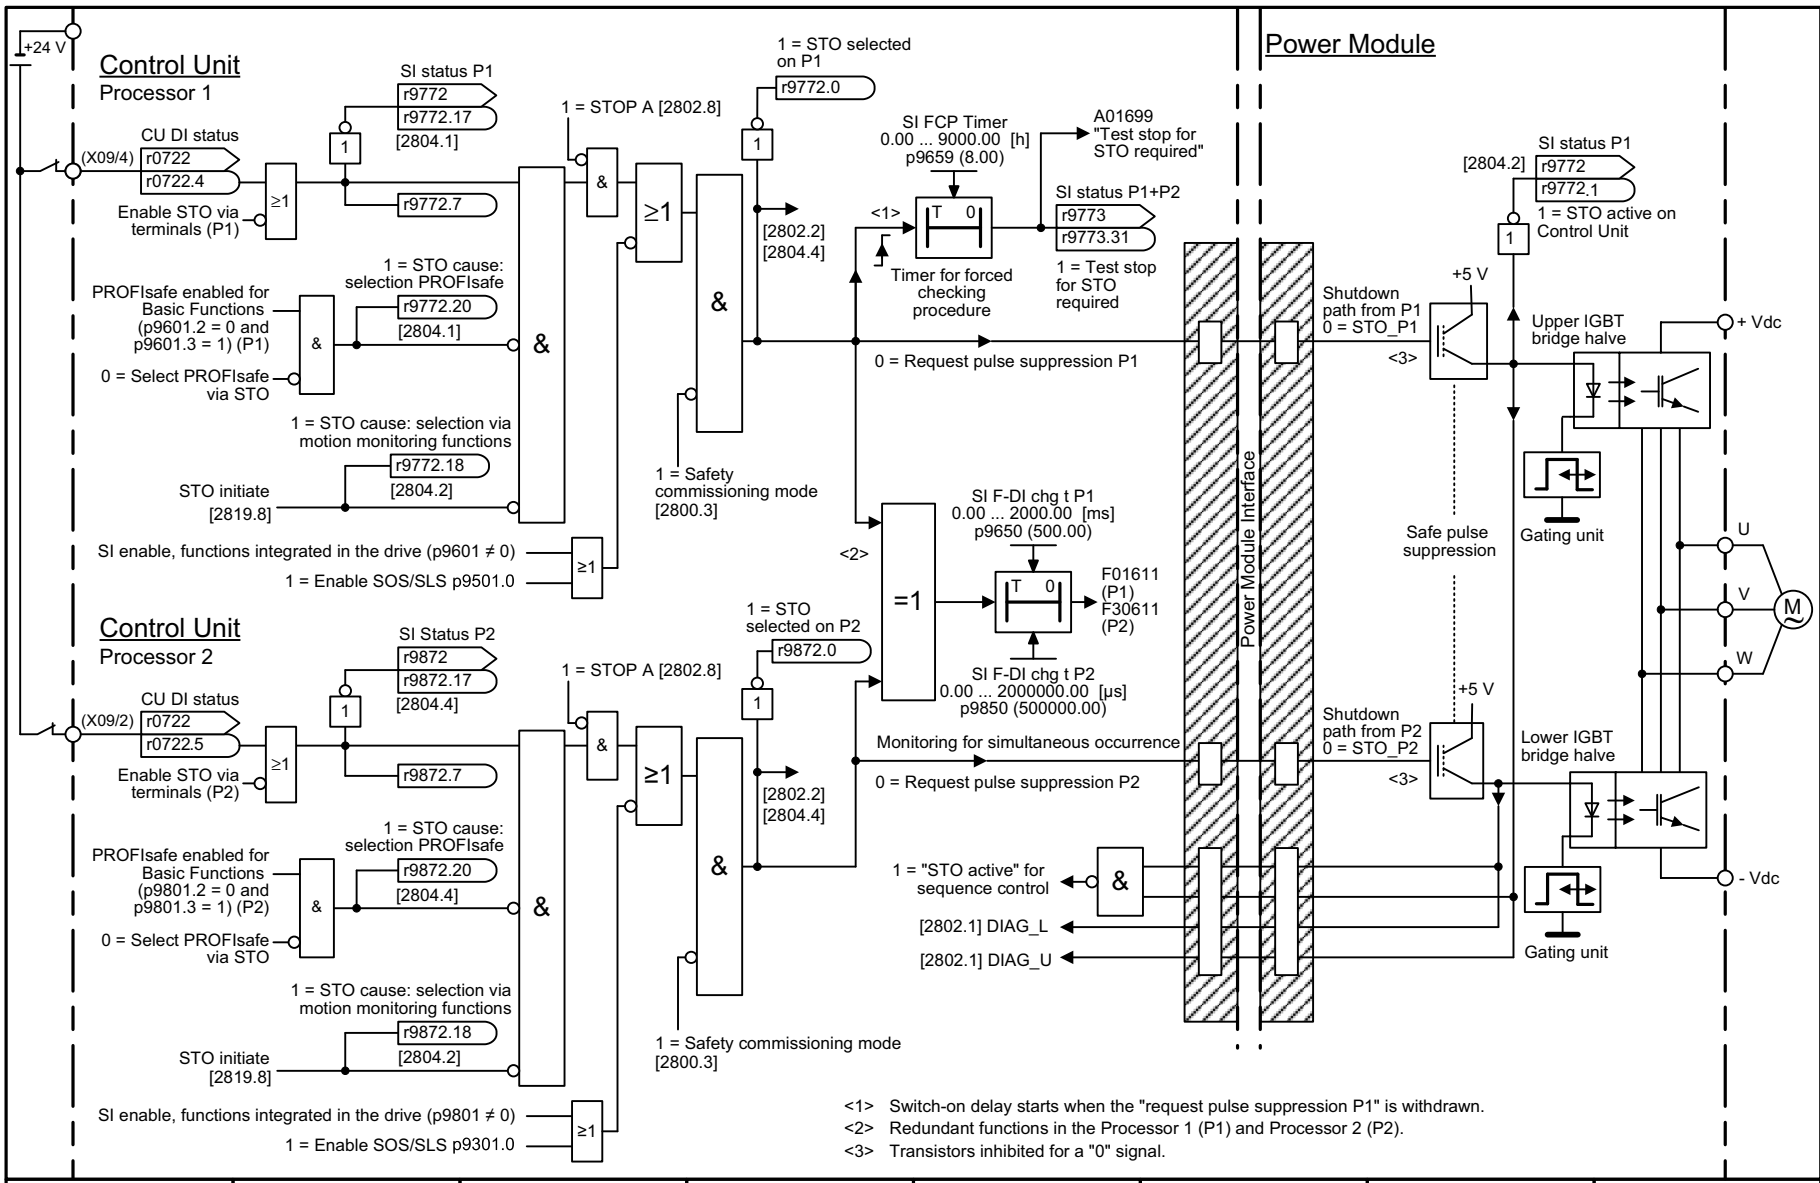 +24 V
Control Unit
Processor 1
SI status P1
r9772
r9772.17
[2804.1]
1
CU DI status
(X09/4)
r0722
r0722.4
≥1
Enable STO via
terminals (P1)
r9772.7
1 = STO cause:
selection PROFIsafe
r9772.20
[2804.1]
PROFIsafe enabled for
Basic Functions
(p9601.2 = 0 and
p9601.3 = 1) (P1)
&
0 = Select PROFIsafe
via STO
1 = STO cause: selection via
motion monitoring functions
r9772.18
[2804.2]
STO initiate
[2819.8]
&
SI enable, functions integrated in the drive (p9601 ≠ 0)
1 = Enable SOS/SLS p9501.0
≥1
1 = STOP A [2802.8]
&
≥1
1 = STO selected
on P1
r9772.0
1
[2802.2]
[2804.4]
&
1 = Safety
commissioning mode
[2800.3]
SI FCP Timer
0.00 ... 9000.00 [h]
p9659 (8.00)
<1>
T 0
Timer for forced
checking
procedure
A01699
"Test stop for
STO required"
SI status P1+P2
r9773
r9773.31
1 = Test stop
for STO
required
0 = Request pulse suppression P1
<2>
=1
SI F-DI chg t P1
0.00 ... 2000.00 [ms]
p9650 (500.00)
T 0
F01611
(P1)
F30611
(P2)
SI F-DI chg t P2
0.00 ... 2000000.00 [µs]
p9850 (500000.00)
Monitoring for simultaneous occurrence
0 = Request pulse suppression P2
Control Unit
Processor 2
SI Status P2
r9872
r9872.17
[2804.4]
1
CU DI status
(X09/2)
r0722
r0722.5
≥1
Enable STO via
terminals (P2)
r9872.7
1 = STO cause:
selection PROFIsafe
r9872.20
[2804.4]
PROFIsafe enabled for
Basic Functions
(p9801.2 = 0 and
p9801.3 = 1) (P2)
&
0 = Select PROFIsafe
via STO
1 = STO cause: selection via
motion monitoring functions
r9872.18
[2804.2]
STO initiate
[2819.8]
&
SI enable, functions integrated in the drive (p9801 ≠ 0)
1 = Enable SOS/SLS p9301.0
≥1
1 = STOP A [2802.8]
&
≥1
1 = STO
selected on P2
r9872.0
1
[2802.2]
[2804.4]
&
1 = Safety commissioning mode
[2800.3]
1 = "STO active" for
sequence control
&
[2802.1] DIAG_L
[2802.1] DIAG_U
Power Module Interface
Power Module
SI status P1
[2804.2]
r9772
r9772.1
1 = STO active on
Control Unit
1
+5 V
Shutdown
path from P1
0 = STO_P1
<3>
Upper IGBT
bridge halve
+ Vdc
Gating unit
Safe pulse
suppression
U
V
W
M
~
+5 V
Shutdown
path from P2
0 = STO_P2
<3>
Lower IGBT
bridge halve
- Vdc
Gating unit
<1> Switch-on delay starts when the "request pulse suppression P1" is withdrawn.
<2> Redundant functions in the Processor 1 (P1) and Processor 2 (P2).
<3> Transistors inhibited for a "0" signal.